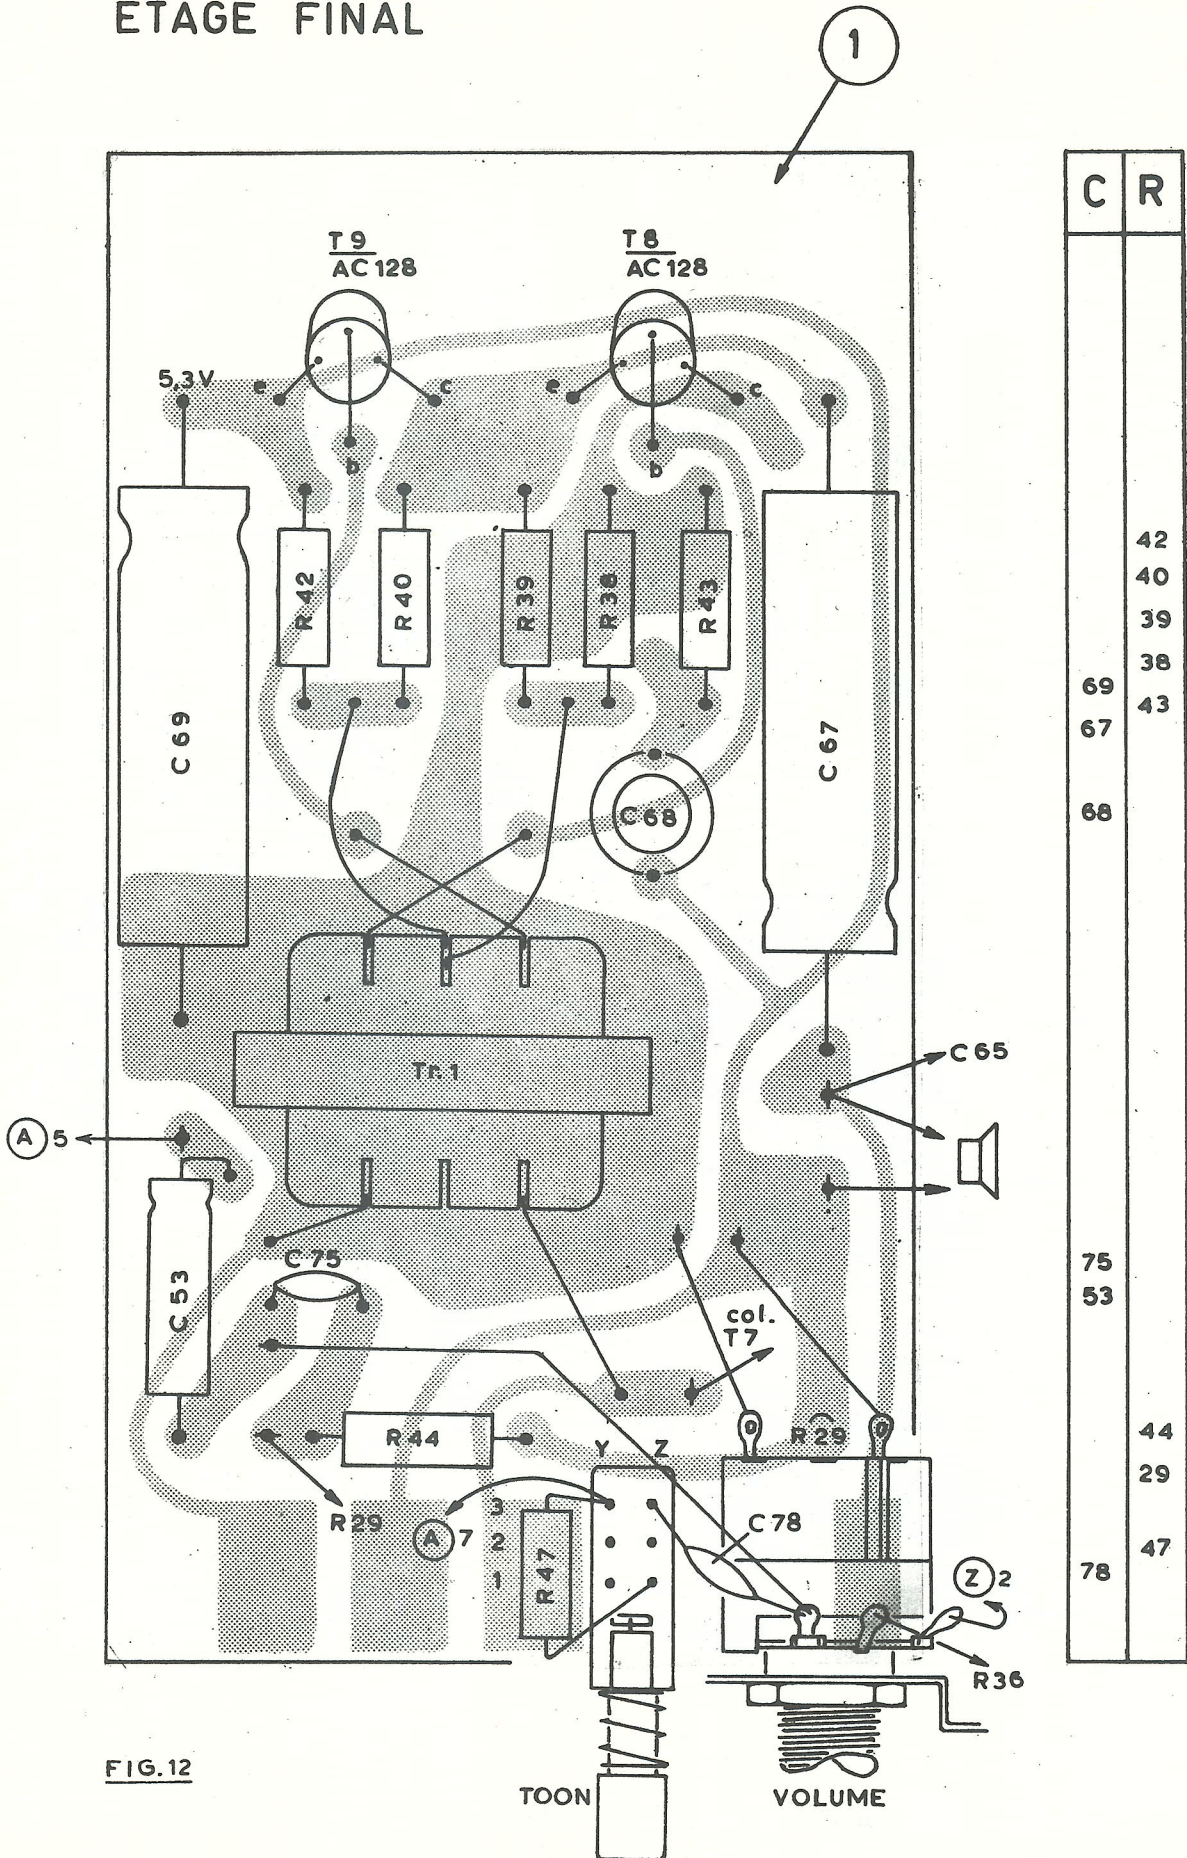 ETAGE FINAL
1
C R
T9
AC128
T8
AC128
5,3V
e
c
e
c
b
b
R42
R40
R39
R38
R43
42
40
39
38
69
43
67
68
C69
C67
C68
Tr.1
C65
A 5
C75
C53
75
53
col.
T7
R44
R29
44
29
Y Z
R29
3
A 7 2
1
R47
C78
47
78
Z 2
R36
FIG.12
TOON
VOLUME